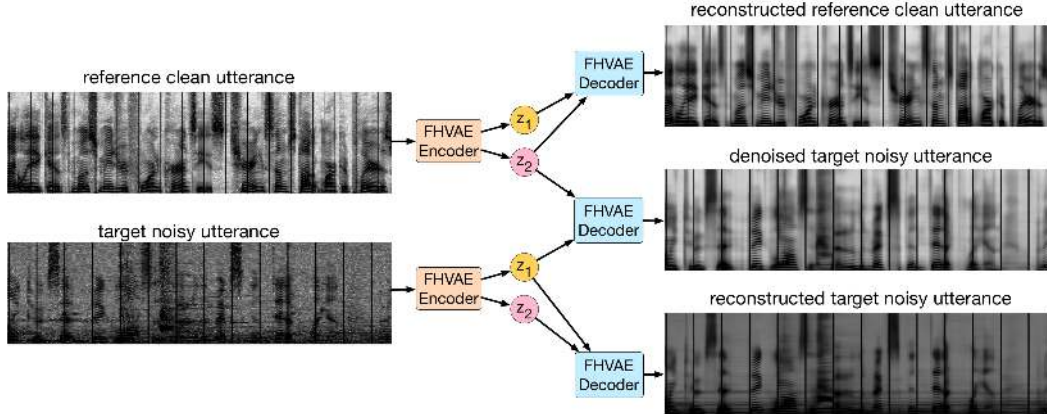 reconstructed reference clean utterance
reference clean utterance
FHVAE
Decoder
z1
FHVAE
Encoder
z2
denoised target noisy utterance
target noisy utterance
FHVAE
Decoder
z1
FHVAE
Encoder
z2
reconstructed target noisy utterance
FHVAE
Decoder